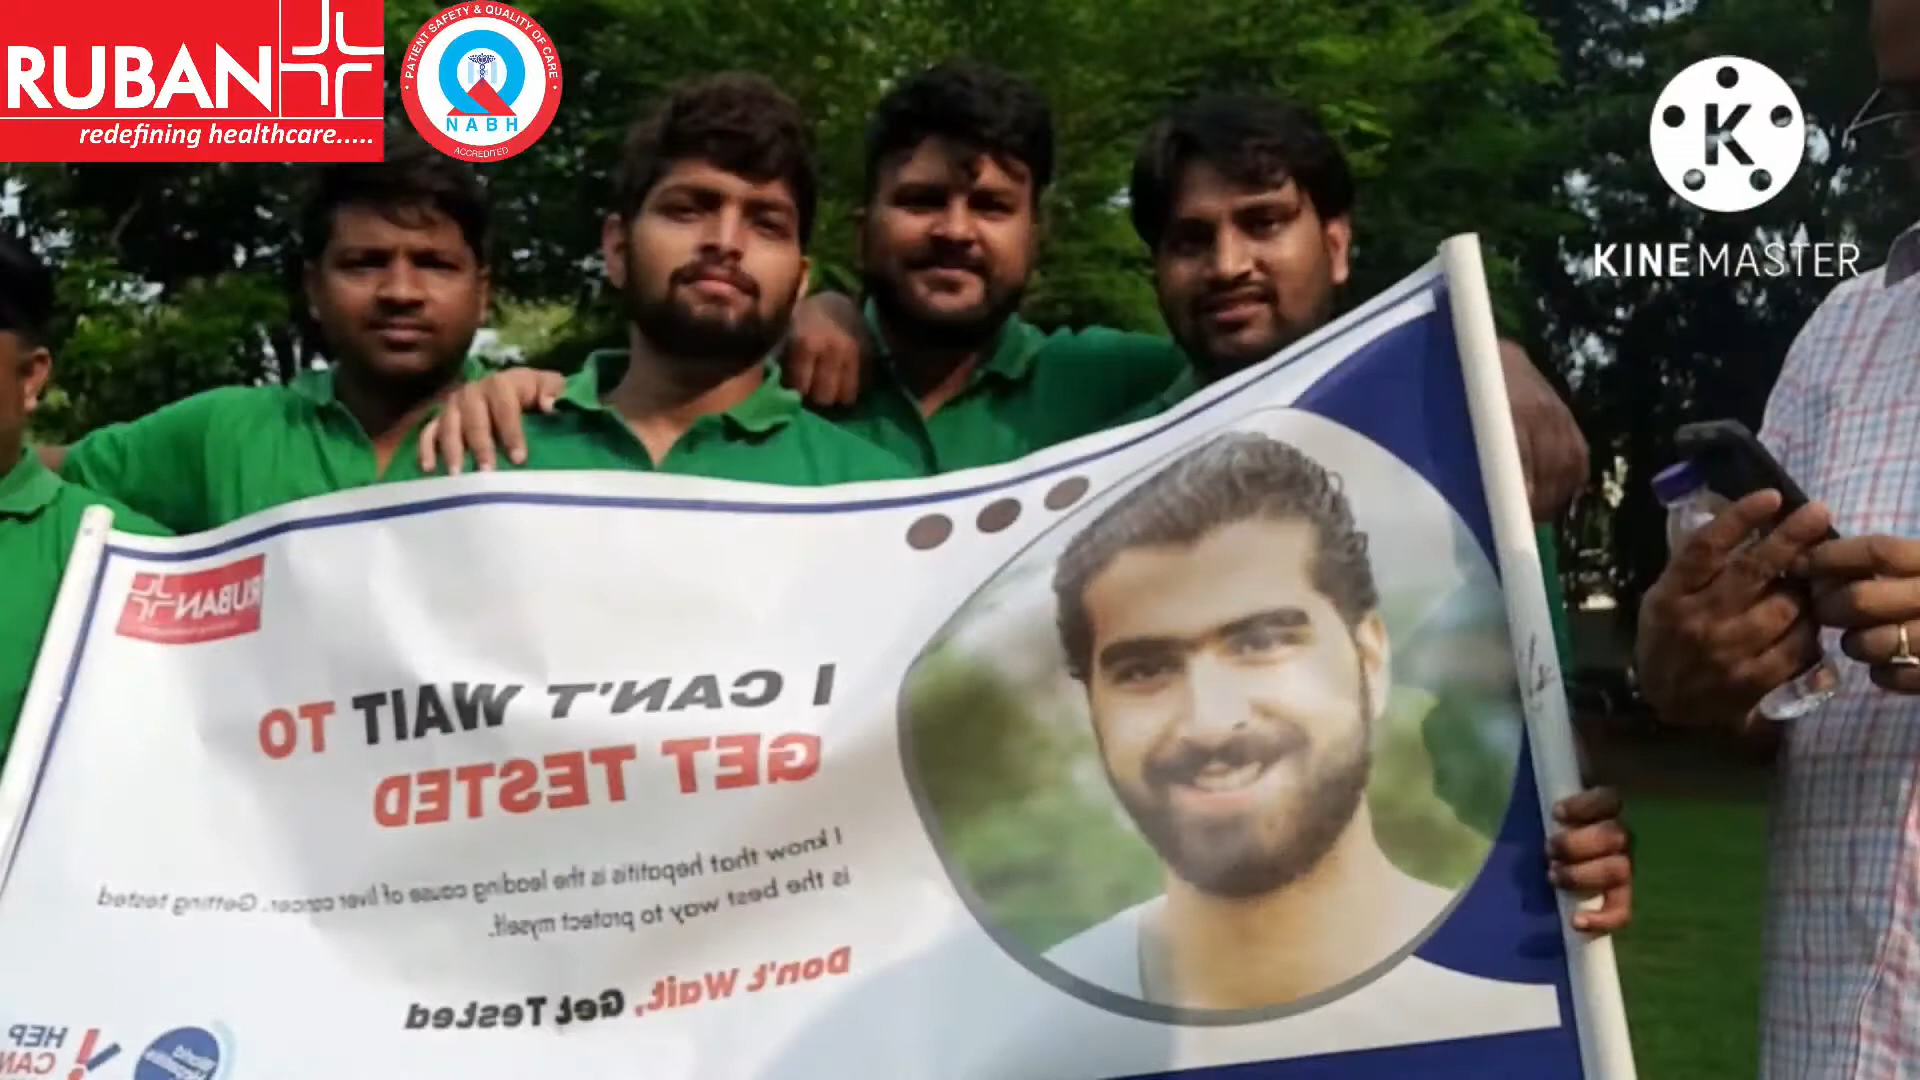 RUBAN
redefining healthcare.....
PATIENT SAFETY & QUALITY OF CARE
NABH
ACCREDITED
K
KINEMASTER
RUBAN
I CAN'T WAIT TO
GET TESTED
I know that hepatitis is the leading cause of liver cancer. Getting tested
is the best way to protect myself.
Don't Wait, Get Tested
HEP
CAN'T